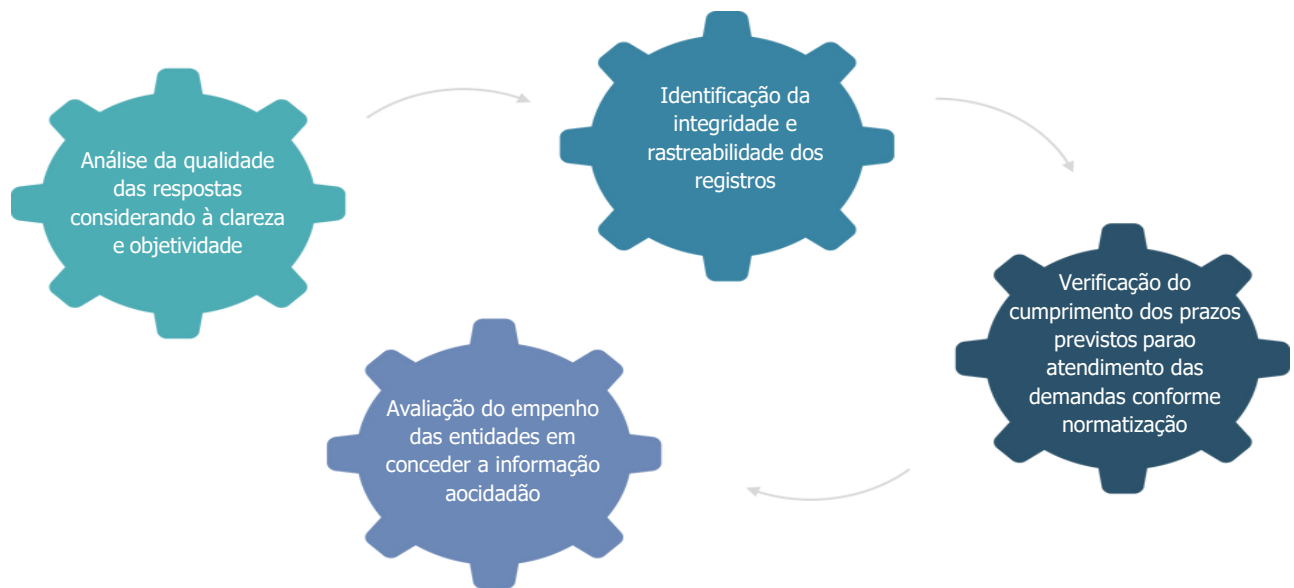 Análise da qualidade
das respostas
considerando à clareza
e objetividade
Identificação da
integridade e
rastreabilidade dos
registros
Verificação do
cumprimento dos prazos
previstos parao
atendimento das
demandas conforme
normatização
Avaliação do empenho
das entidades em
conceder a informação
aocidadão